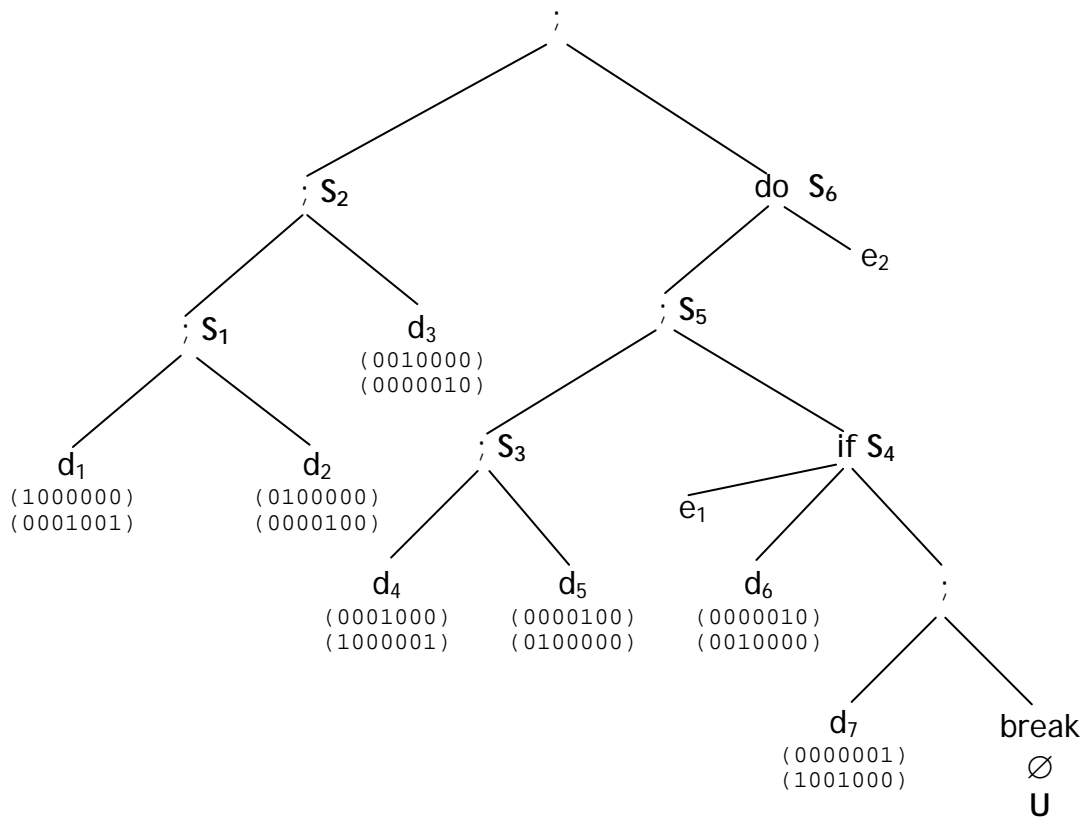 ;
; S₂
do S₆
e₂
; S₁
d₃
(0010000)
(0000010)
; S₅
d₁
(1000000)
(0001001)
d₂
(0100000)
(0000100)
; S₃
if S₄
e₁
d₄
(0001000)
(1000001)
d₅
(0000100)
(0100000)
d₆
(0000010)
(0010000)
;
d₇
(0000001)
(1001000)
break
∅
U